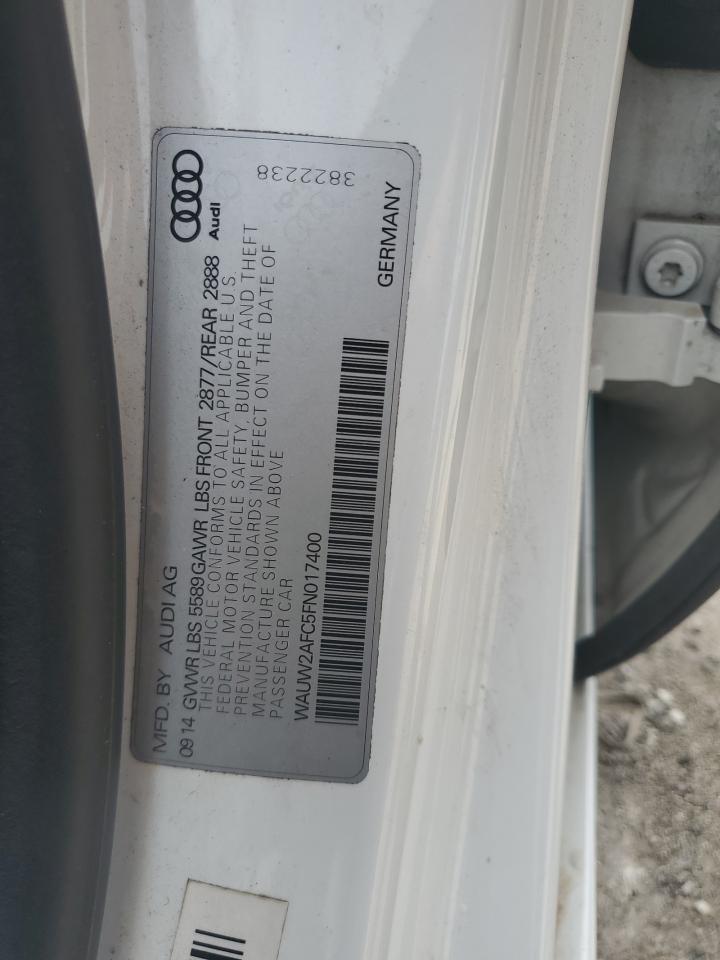 MFD. BY AUDI AG
Audi
3822238
0914 GVWR LBS 5589 GAWR LBS FRONT 2877/REAR 2888
THIS VEHICLE CONFORMS TO ALL APPLICABLE U S.
FEDERAL MOTOR VEHICLE SAFETY, BUMPER AND THEFT
PREVENTION STANDARDS IN EFFECT ON THE DATE OF
MANUFACTURE SHOWN ABOVE
PASSENGER CAR
WAUW2AFC5FN017400
GERMANY